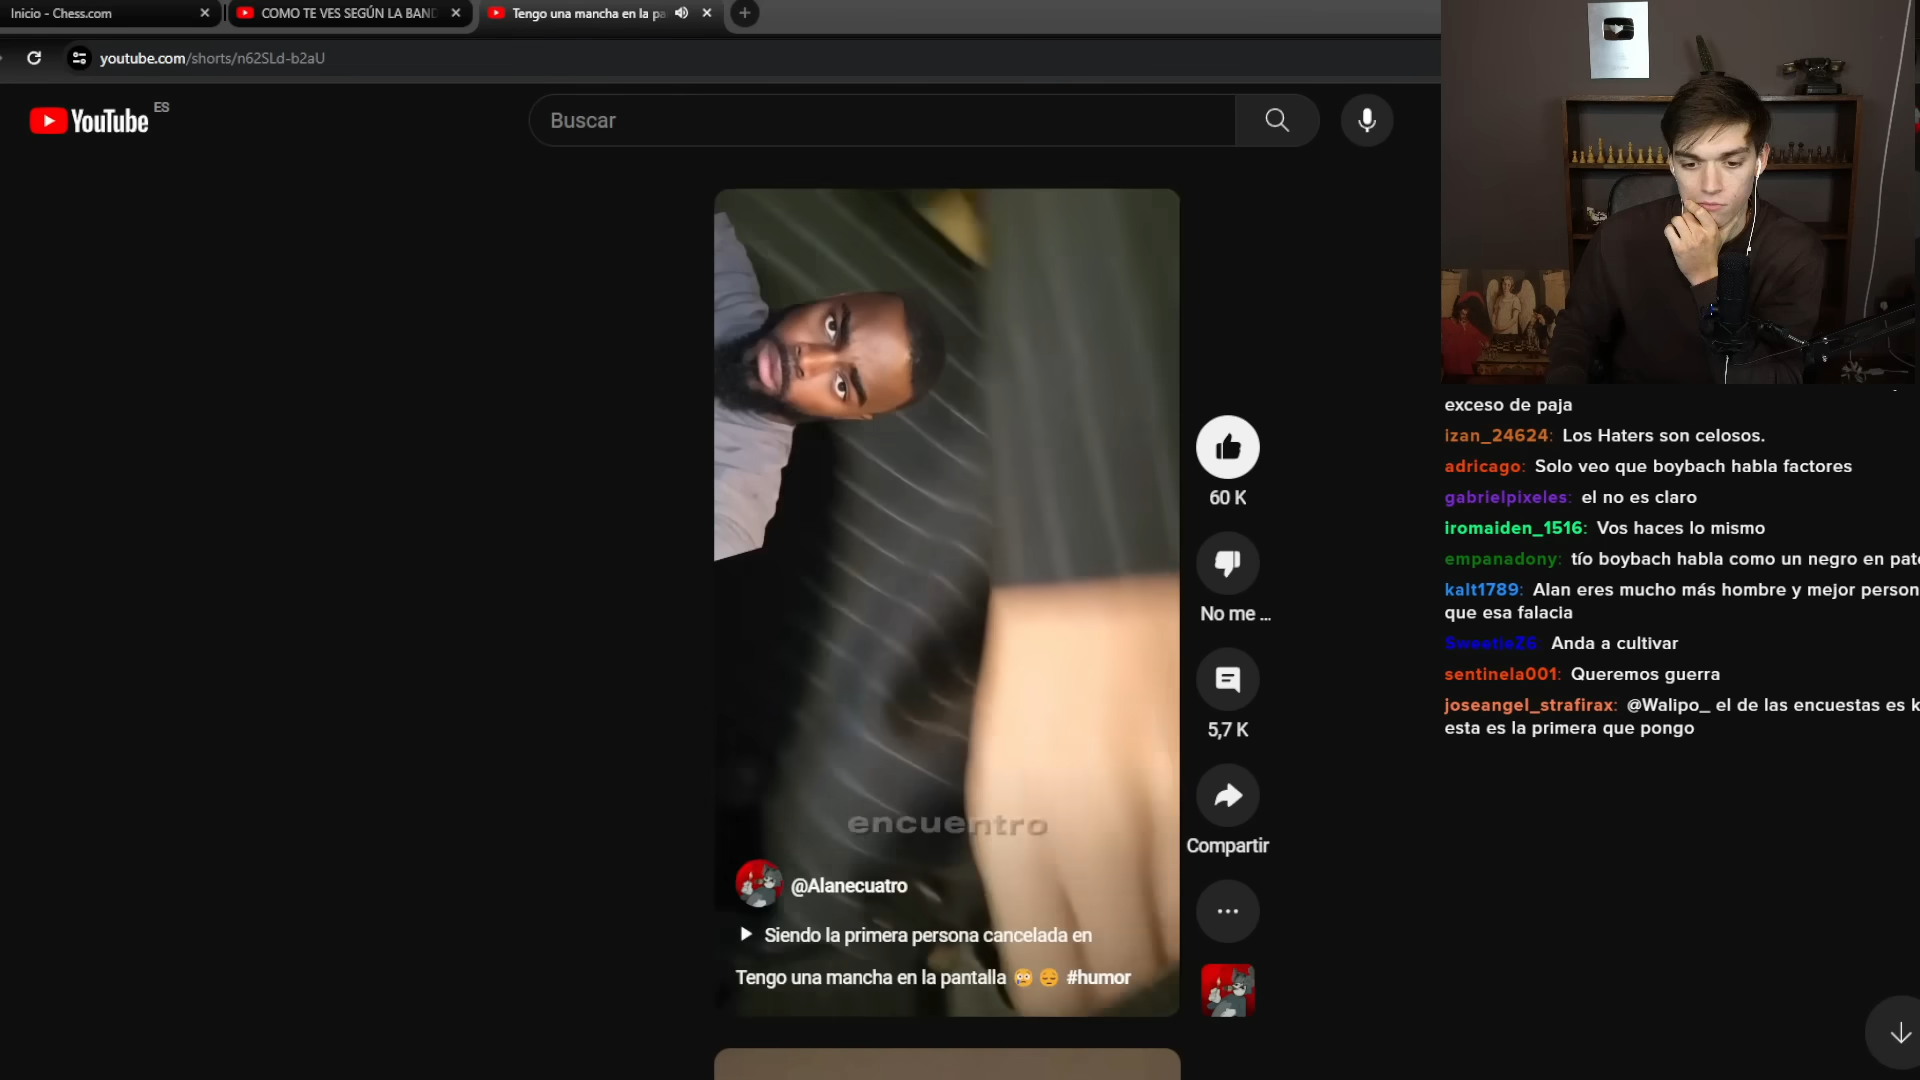 Inicio - Chess.com
COMO TE VES SEGÚN LA BAND
Tengo una mancha en la pa
youtube.com/shorts/n62SLd-b2aU
YouTube
ES
Buscar
encuentro
@Alanecuatro
Siendo la primera persona cancelada en
Tengo una mancha en la pantalla 😢 😔 #humor
60 K
No me ...
5,7 K
Compartir
exceso de paja
izan_24624: Los Haters son celosos.
adricago: Solo veo que boybach habla factores
gabrielpixeles: el no es claro
iromaiden_1516: Vos haces lo mismo
empanadony: tío boybach habla como un negro en pat
kalt1789: Alan eres mucho más hombre y mejor person
que esa falacia
SweetieZ6: Anda a cultivar
sentinela001: Queremos guerra
joseangel_strafirax: @Walipo_ el de las encuestas es k
esta es la primera que pongo